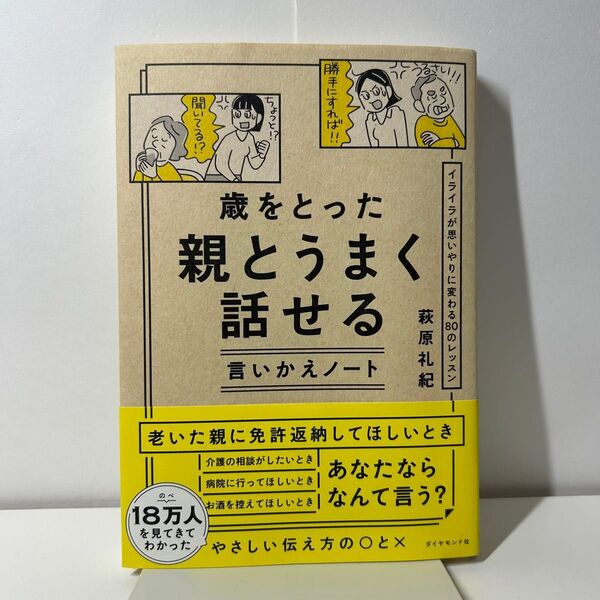 ちょっと!?
聞いてる!?
勝手にすれば!!
うるさい!!
歳をとった
親とうまく
話せる
言いかえノート
萩原礼紀
イライラが思いやりに変わる80のレッスン
老いた親に免許返納してほしいとき
介護の相談がしたいとき
病院に行ってほしいとき
お酒を控えてほしいとき
あなたなら
なんて言う?
のべ
18万人
を見てきて
わかった
やさしい伝え方の○と×
ダイヤモンド社